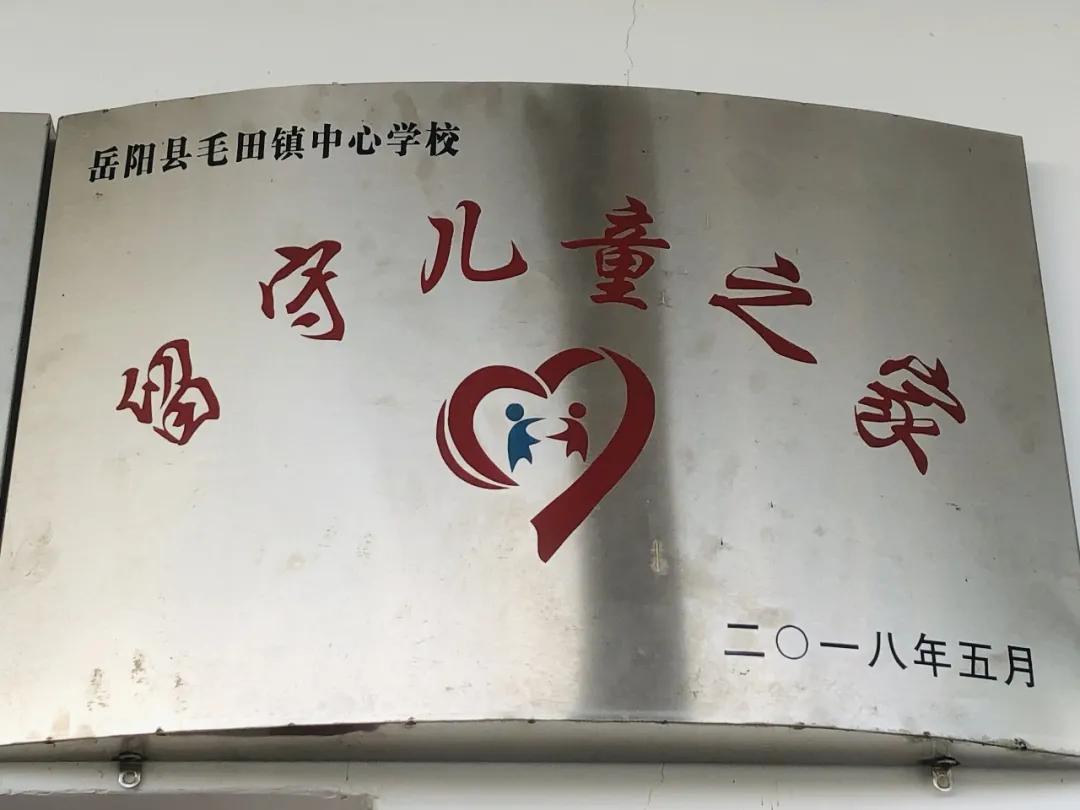 岳阳县毛田镇中心学校
留守儿童之家
二〇一八年五月